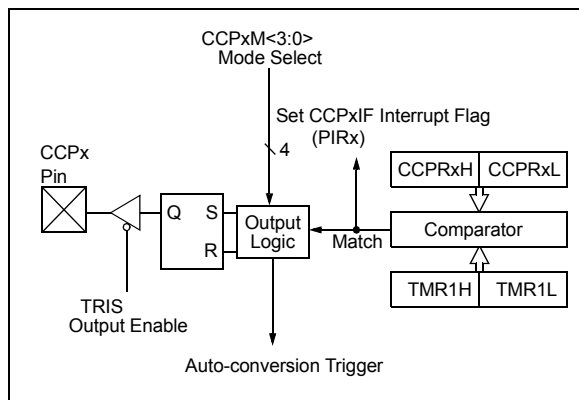 CCPxM<3:0>
Mode Select
Set CCPxIF Interrupt Flag
(PIRx)
4
CCPx
Pin
CCPRxH CCPRxL
Q S
R
Output
Logic
Match
Comparator
TMR1H TMR1L
TRIS
Output Enable
Auto-conversion Trigger